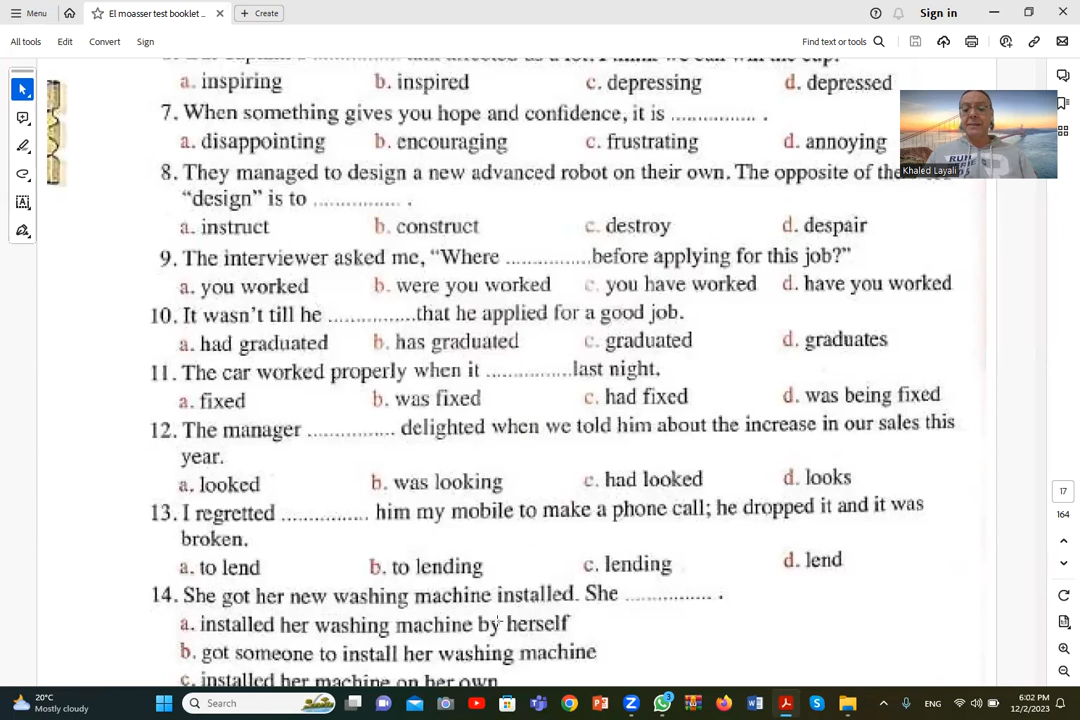 Menu
El moasser test booklet ...
Create
Sign in
All tools Edit Convert Sign
Find text or tools
a. inspiring b. inspired c. depressing d. depressed
7. When something gives you hope and confidence, it is ................ .
a. disappointing b. encouraging c. frustrating d. annoying
8. They managed to design a new advanced robot on their own. The opposite of the
"design" is to ................ .
a. instruct b. construct c. destroy d. despair
9. The interviewer asked me, "Where ................before applying for this job?"
a. you worked b. were you worked c. you have worked d. have you worked
10. It wasn't till he ................that he applied for a good job.
a. had graduated b. has graduated c. graduated d. graduates
11. The car worked properly when it ................last night.
a. fixed b. was fixed c. had fixed d. was being fixed
12. The manager ................ delighted when we told him about the increase in our sales this
year.
a. looked b. was looking c. had looked d. looks
13. I regretted ................ him my mobile to make a phone call; he dropped it and it was
broken.
a. to lend b. to lending c. lending d. lend
14. She got her new washing machine installed. She ................ .
a. installed her washing machine by herself
b. got someone to install her washing machine
c. installed her machine on her own
RUN
Khaled Layali
17
164
20°C
Mostly cloudy
Search
3
ENG
6:02 PM
12/2/2023